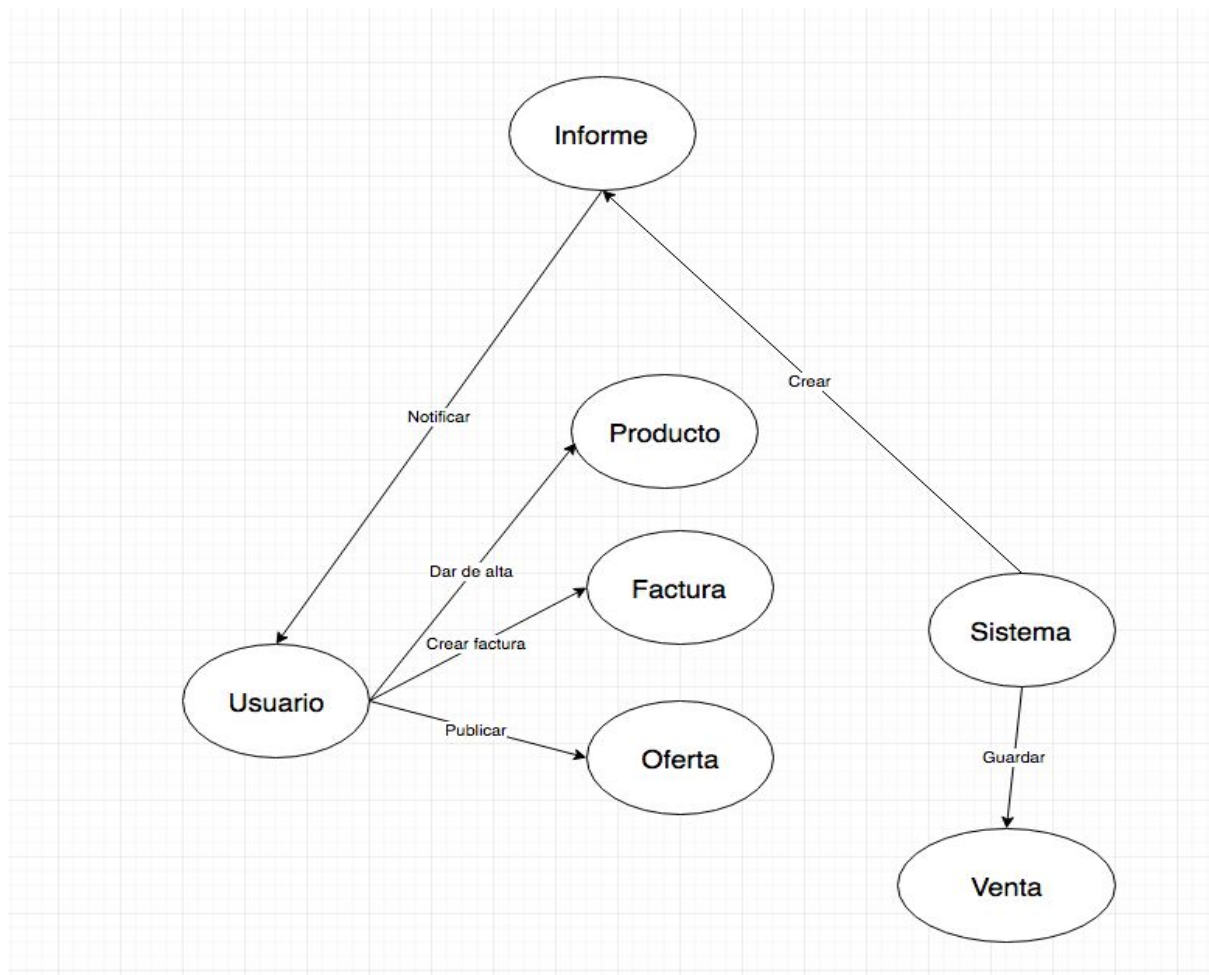 Informe
Crear
Notificar
Producto
Dar de alta
Factura
Sistema
Crear factura
Usuario
Publicar
Oferta
Guardar
Venta